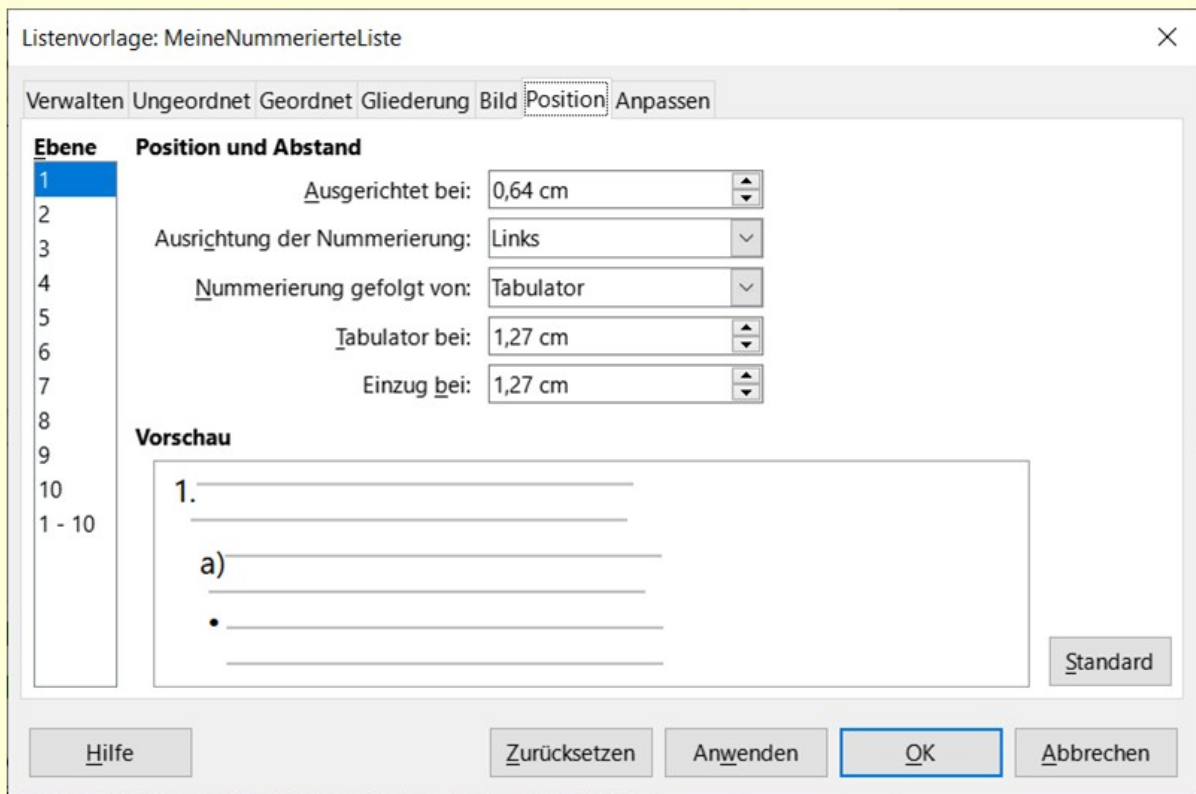 Listenvorlage: MeineNummerierteListe
Verwalten Ungeordnet Geordnet Gliederung Bild Position Anpassen
Ebene
1
2
3
4
5
6
7
8
9
10
1 - 10
Position und Abstand
Ausgerichtet bei: 0,64 cm
Ausrichtung der Nummerierung: Links
Nummerierung gefolgt von: Tabulator
Tabulator bei: 1,27 cm
Einzug bei: 1,27 cm
Vorschau
1.
a)
•
Standard
Hilfe Zurücksetzen Anwenden OK Abbrechen